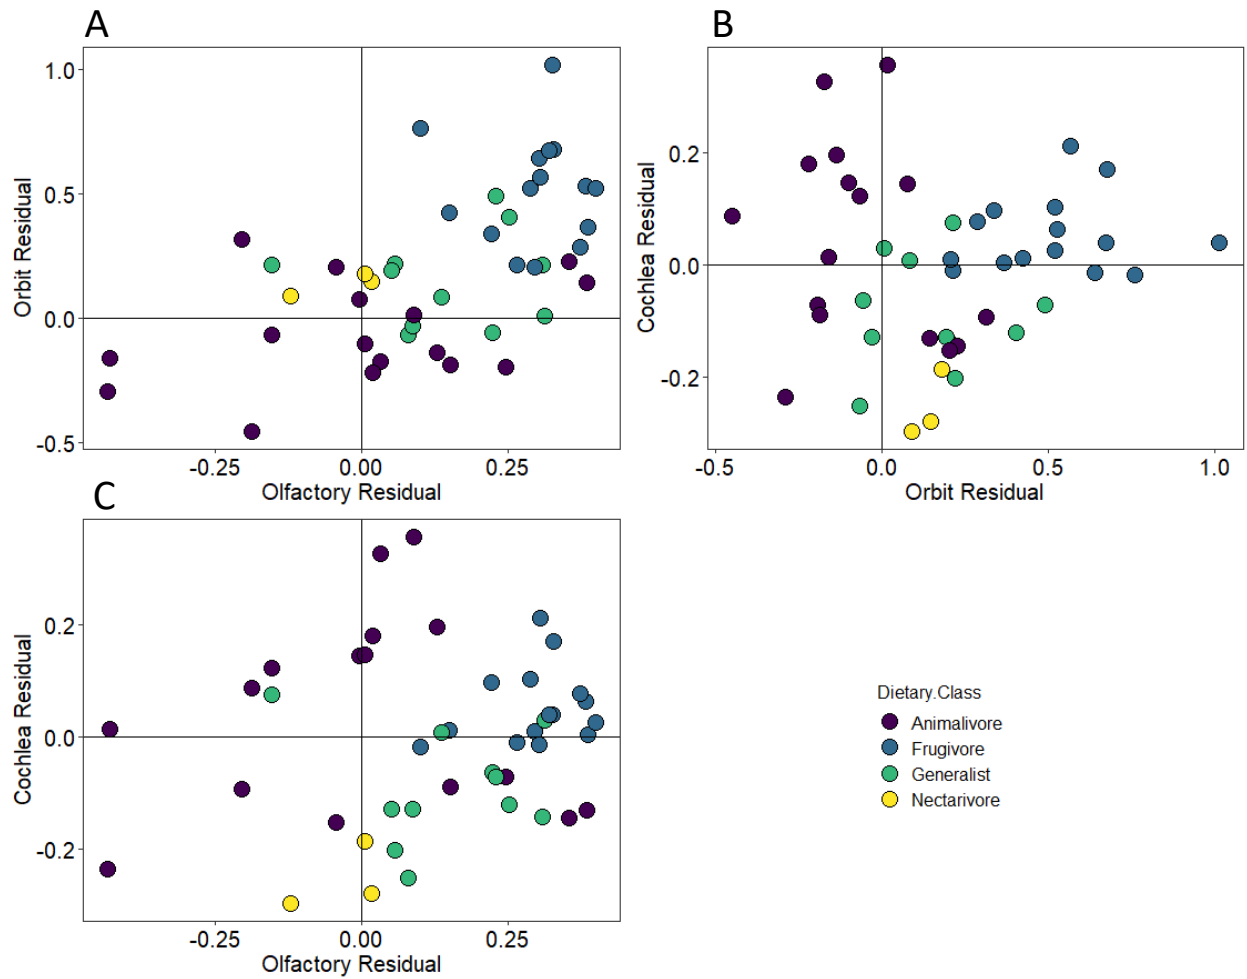 A
1.0
0.5
0.0
-0.5
Orbit Residual
-0.25
0.00
0.25
Olfactory Residual
B
0.2
0.0
-0.2
Cochlea Residual
-0.5
0.0
0.5
1.0
Orbit Residual
C
0.2
0.0
-0.2
Cochlea Residual
-0.25
0.00
0.25
Olfactory Residual
Dietary.Class
Animalivore
Frugivore
Generalist
Nectarivore